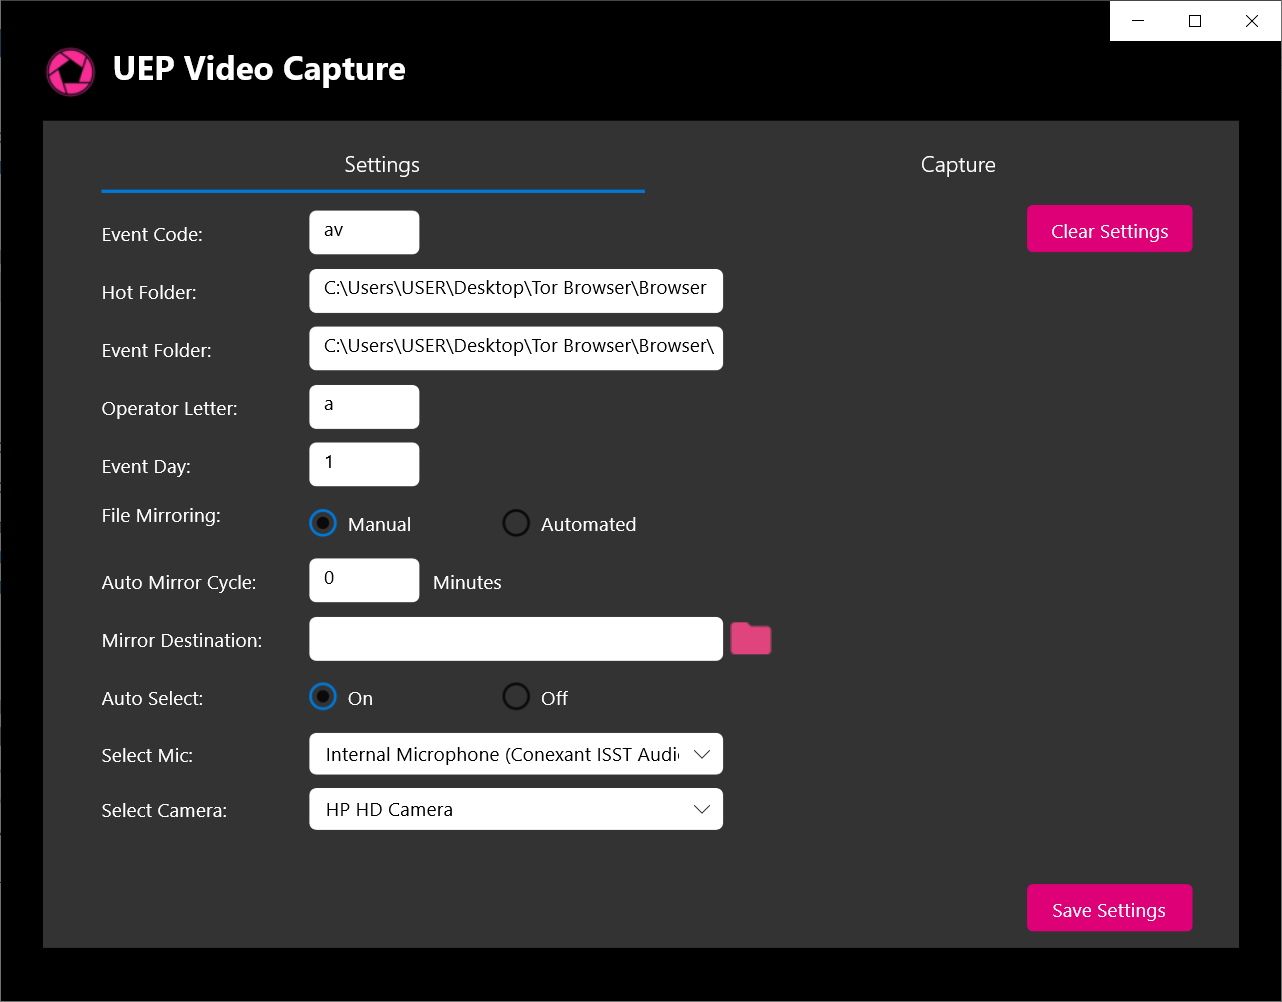 UEP Video Capture
Settings
Capture
Event Code:
av
Clear Settings
Hot Folder:
C:\Users\USER\Desktop\Tor Browser\Browser
Event Folder:
C:\Users\USER\Desktop\Tor Browser\Browser\
Operator Letter:
a
Event Day:
1
File Mirroring:
Manual
Automated
Auto Mirror Cycle:
0
Minutes
Mirror Destination:
Auto Select:
On
Off
Select Mic:
Internal Microphone (Conexant ISST Audi
Select Camera:
HP HD Camera
Save Settings